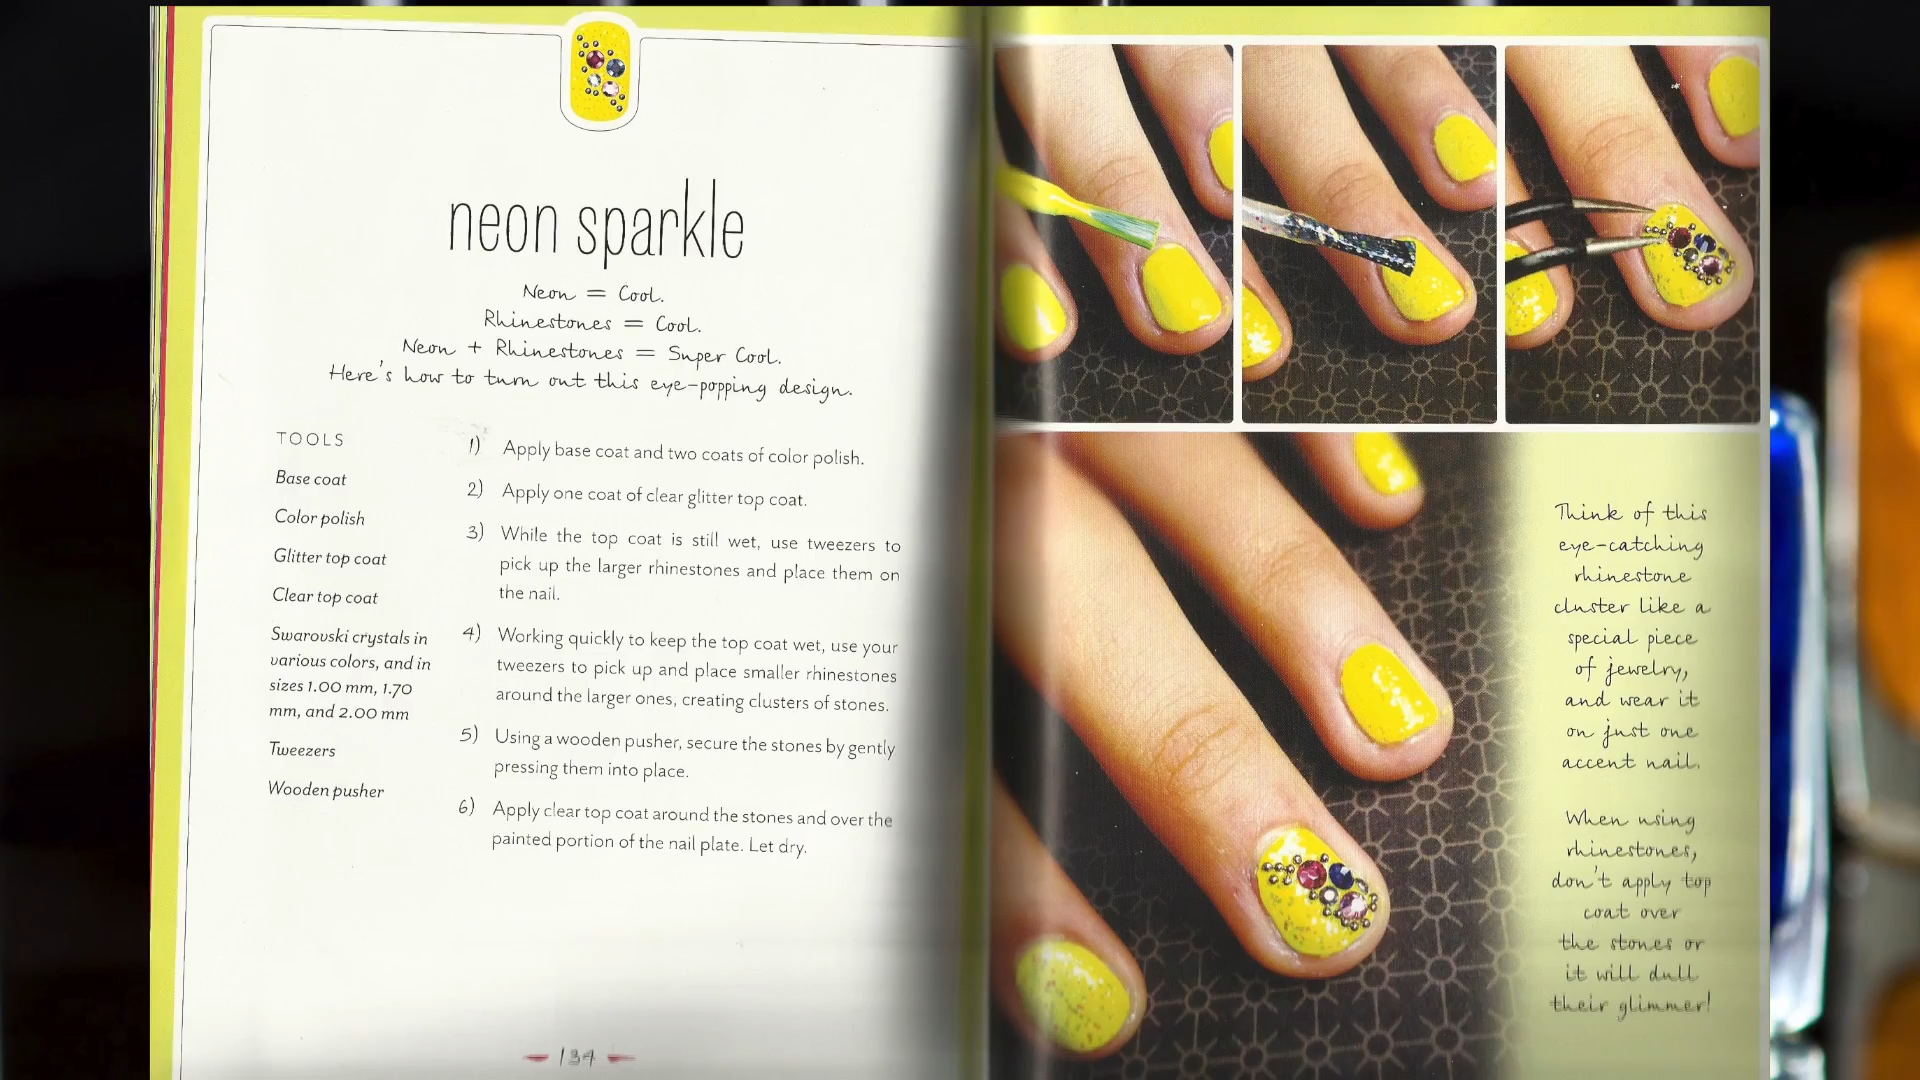 neon sparkle
Neon = Cool.
Rhinestones = Cool.
Neon + Rhinestones = Super Cool.
Here's how to turn out this eye-popping design.
TOOLS
Base coat
Color polish
Glitter top coat
Clear top coat
Swarovski crystals in
various colors, and in
sizes 1.00 mm, 1.70
mm, and 2.00 mm
Tweezers
Wooden pusher
1) Apply base coat and two coats of color polish.
2) Apply one coat of clear glitter top coat.
3) While the top coat is still wet, use tweezers to
pick up the larger rhinestones and place them on
the nail.
4) Working quickly to keep the top coat wet, use your
tweezers to pick up and place smaller rhinestones
around the larger ones, creating clusters of stones.
5) Using a wooden pusher, secure the stones by gently
pressing them into place.
6) Apply clear top coat around the stones and over the
painted portion of the nail plate. Let dry.
134
Think of this
eye-catching
rhinestone
cluster like a
special piece
of jewelry,
and wear it
on just one
accent nail.
When using
rhinestones,
don't apply top
coat over
the stones or
it will dull
their glimmer!